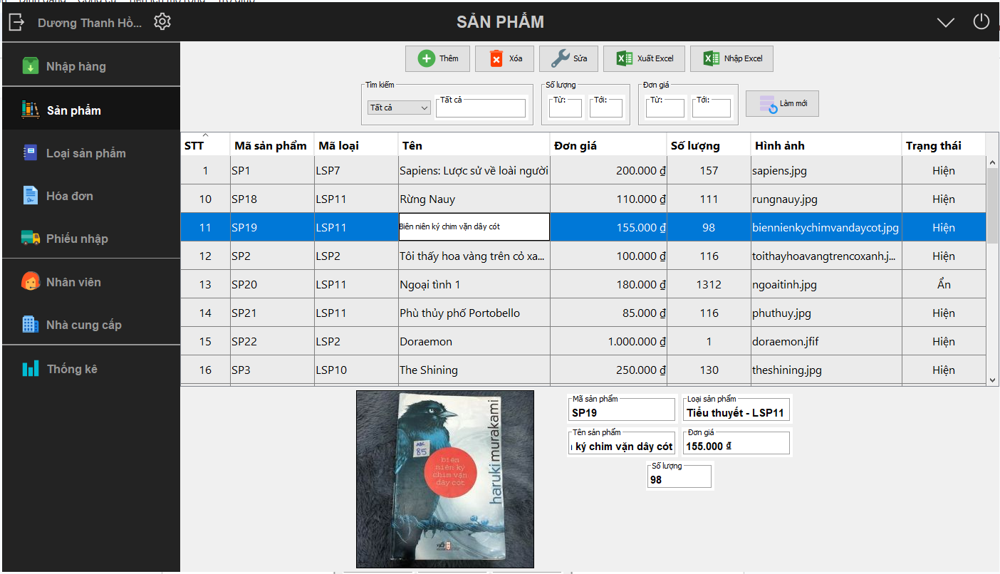 Dương Thanh Hồ...
SẢN PHẨM
Nhập hàng
Sản phẩm
Loại sản phẩm
Hóa đơn
Phiếu nhập
Nhân viên
Nhà cung cấp
Thống kê
Thêm Xóa Sửa Xuất Excel Nhập Excel
Tìm kiếm Số lượng Đơn giá
Tất cả Tất cả Từ: Tới: Từ: Tới: Làm mới
STT Mã sản phẩm Mã loại Tên Đơn giá Số lượng Hình ảnh Trạng thái
1 SP1 LSP7 Sapiens: Lược sử về loài người 200.000 ₫ 157 sapiens.jpg Hiện
10 SP18 LSP11 Rừng Nauy 110.000 ₫ 111 rungnauy.jpg Hiện
11 SP19 LSP11 Biên niên ký chim vặn dây cót 155.000 ₫ 98 biennienkychimvandaycot.jpg Hiện
12 SP2 LSP2 Tôi thấy hoa vàng trên cỏ xa... 100.000 ₫ 116 toithayhoavangtrencoxanh.j... Hiện
13 SP20 LSP11 Ngoại tình 1 180.000 ₫ 1312 ngoaitinh.jpg Ẩn
14 SP21 LSP11 Phù thủy phố Portobello 85.000 ₫ 116 phuthuy.jpg Hiện
15 SP22 LSP2 Doraemon 1.000.000 ₫ 1 doraemon.jfif Hiện
16 SP3 LSP10 The Shining 250.000 ₫ 130 theshining.jpg Hiện
harukimurakami
ABC
85
biên
niên ký
chim vặn
dây cót
Mã sản phẩm Loại sản phẩm
SP19 Tiểu thuyết - LSP11
Tên sản phẩm Đơn giá
ký chim vặn dây cót 155.000 ₫
Số lượng
98